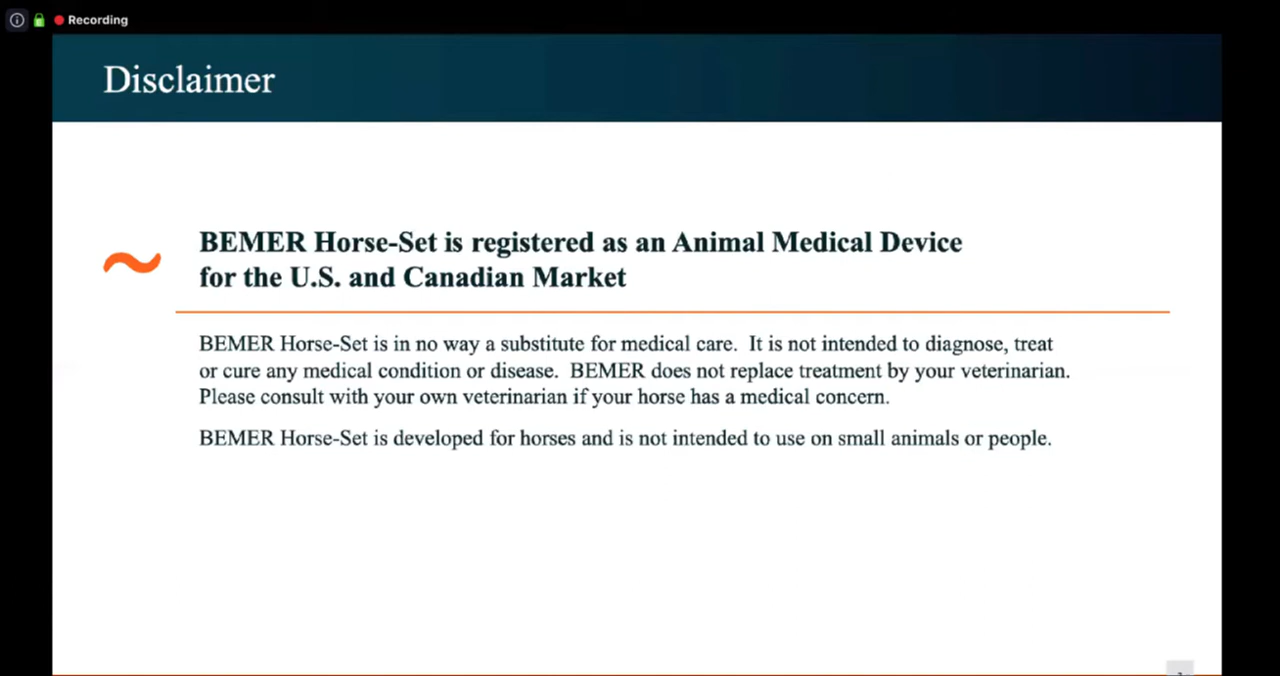 Recording
Disclaimer
BEMER Horse-Set is registered as an Animal Medical Device
for the U.S. and Canadian Market
BEMER Horse-Set is in no way a substitute for medical care. It is not intended to diagnose, treat
or cure any medical condition or disease. BEMER does not replace treatment by your veterinarian.
Please consult with your own veterinarian if your horse has a medical concern.
BEMER Horse-Set is developed for horses and is not intended to use on small animals or people.